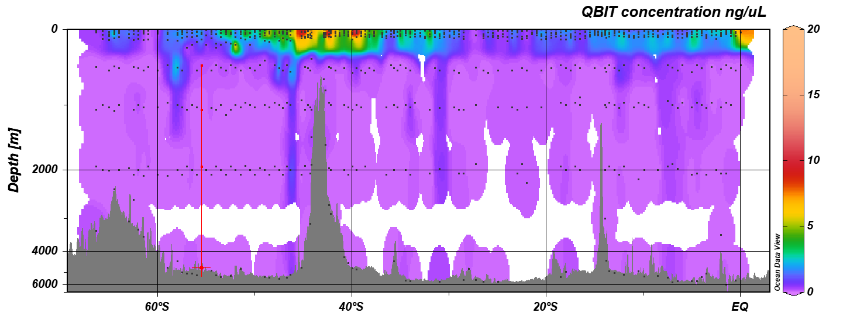 QBIT concentration ng/uL
0
2000
4000
6000
Depth [m]
60°S
40°S
20°S
EQ
20
15
10
5
0
Ocean Data View